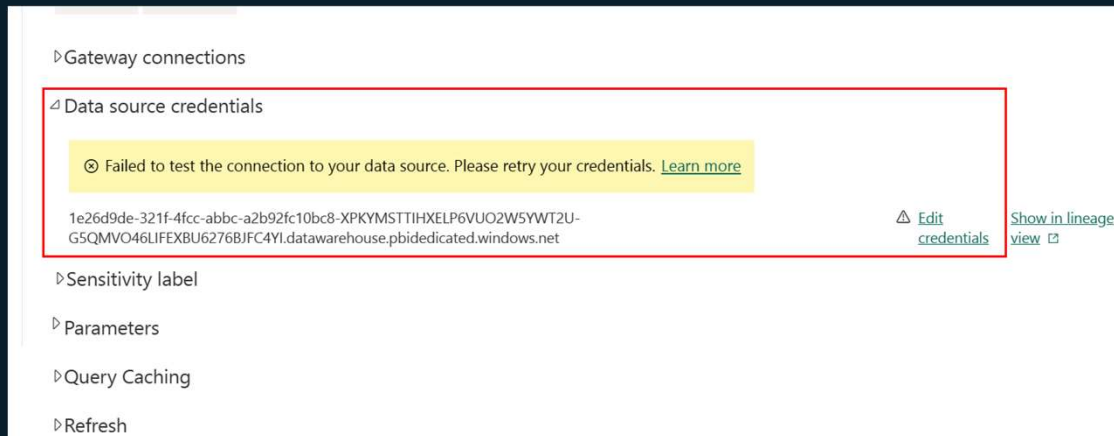 Gateway connections
Data source credentials
Failed to test the connection to your data source. Please retry your credentials. Learn more
1e26d9de-321f-4fcc-abbc-a2b92fc10bc8-XPKYMSTTIHXELP6VUO2W5YWT2U-
G5QMVO46LIFEXBU6276BJFC4YI.datawarehouse.pbidedicated.windows.net
Edit
credentials
Show in lineage
view
Sensitivity label
Parameters
Query Caching
Refresh